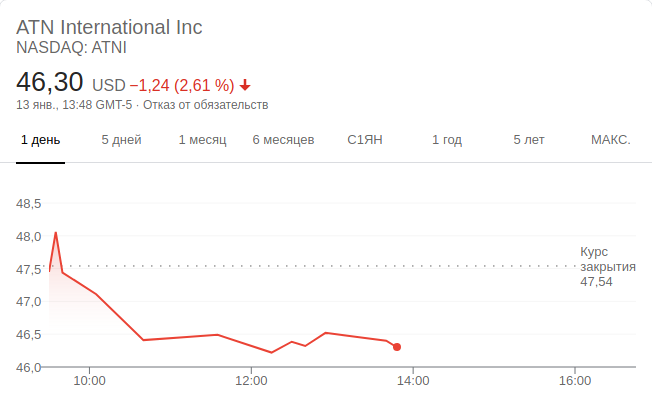 ATN International Inc
NASDAQ: ATNI
46,30 USD −1,24 (2,61 %)
13 янв., 13:48 GMT-5 · Отказ от обязательств
1 день 5 дней 1 месяц 6 месяцев С1ЯН 1 год 5 лет МАКС.
48,5
48,0
Курс
47,5 закрытия
47,54
47,0
46,5
46,0
10:00 12:00 14:00 16:00